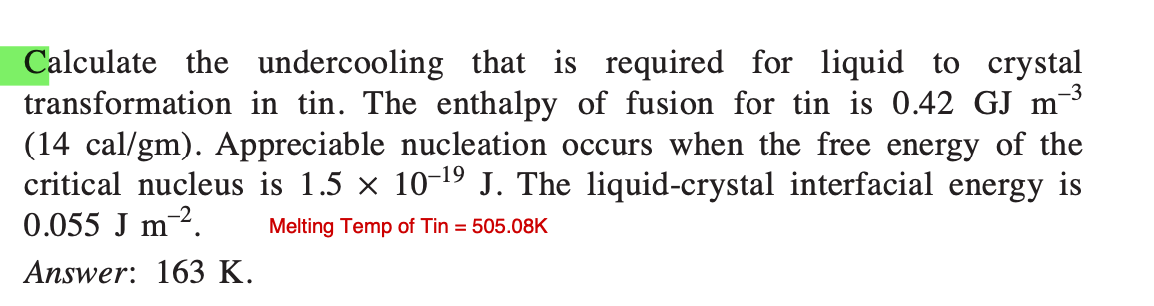 Calculate the undercooling that is required for liquid to crystal
transformation in tin. The enthalpy of fusion for tin is 0.42 GJ m⁻³
(14 cal/gm). Appreciable nucleation occurs when the free energy of the
critical nucleus is 1.5 × 10⁻¹⁹ J. The liquid-crystal interfacial energy is
0.055 J m⁻². Melting Temp of Tin = 505.08K
Answer: 163 K.